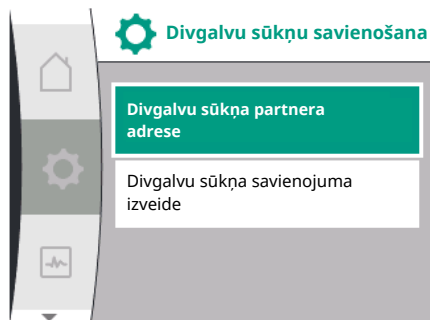 Divgalvu sūkņu savienošana
Divgalvu sūkņa partnera
adrese
Divgalvu sūkņa savienojuma
izveide